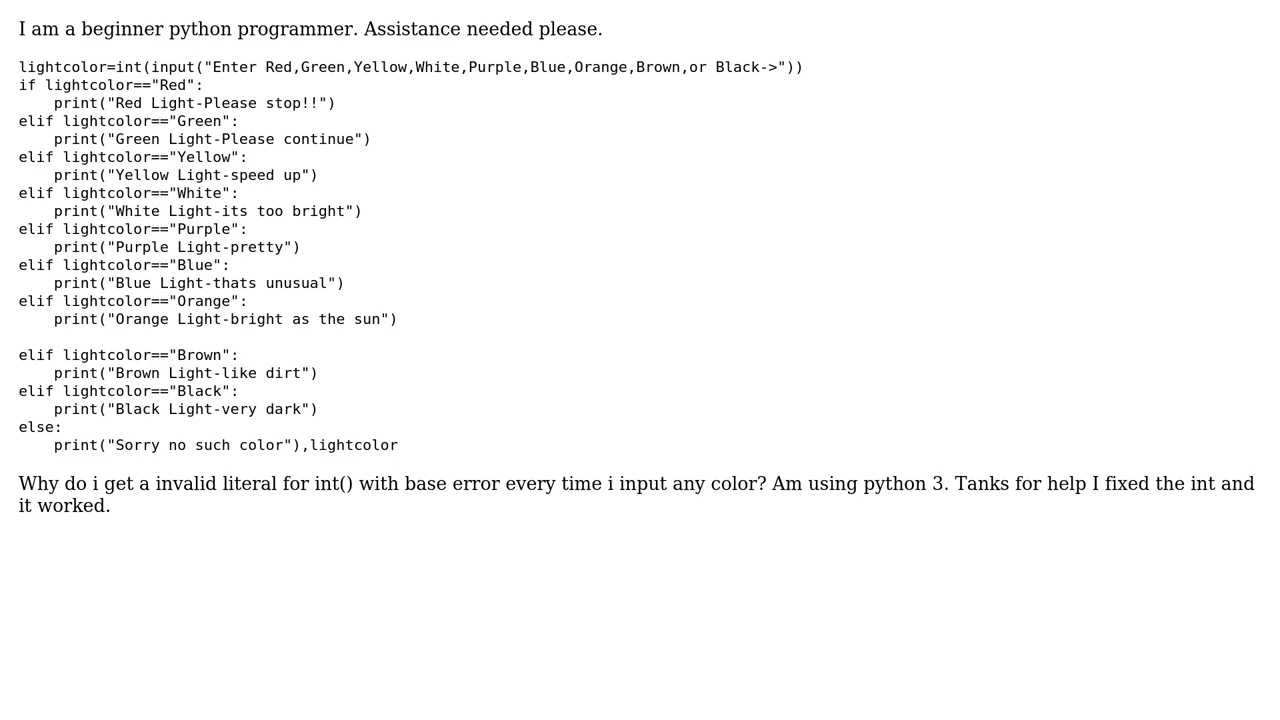 I am a beginner python programmer. Assistance needed please.
lightcolor=int(input("Enter Red,Green,Yellow,White,Purple,Blue,Orange,Brown,or Black->"))
if lightcolor=="Red":
    print("Red Light-Please stop!!")
elif lightcolor=="Green":
    print("Green Light-Please continue")
elif lightcolor=="Yellow":
    print("Yellow Light-speed up")
elif lightcolor=="White":
    print("White Light-its too bright")
elif lightcolor=="Purple":
    print("Purple Light-pretty")
elif lightcolor=="Blue":
    print("Blue Light-thats unusual")
elif lightcolor=="Orange":
    print("Orange Light-bright as the sun")
elif lightcolor=="Brown":
    print("Brown Light-like dirt")
elif lightcolor=="Black":
    print("Black Light-very dark")
else:
    print("Sorry no such color"),lightcolor
Why do i get a invalid literal for int() with base error every time i input any color? Am using python 3. Tanks for help I fixed the int and
it worked.